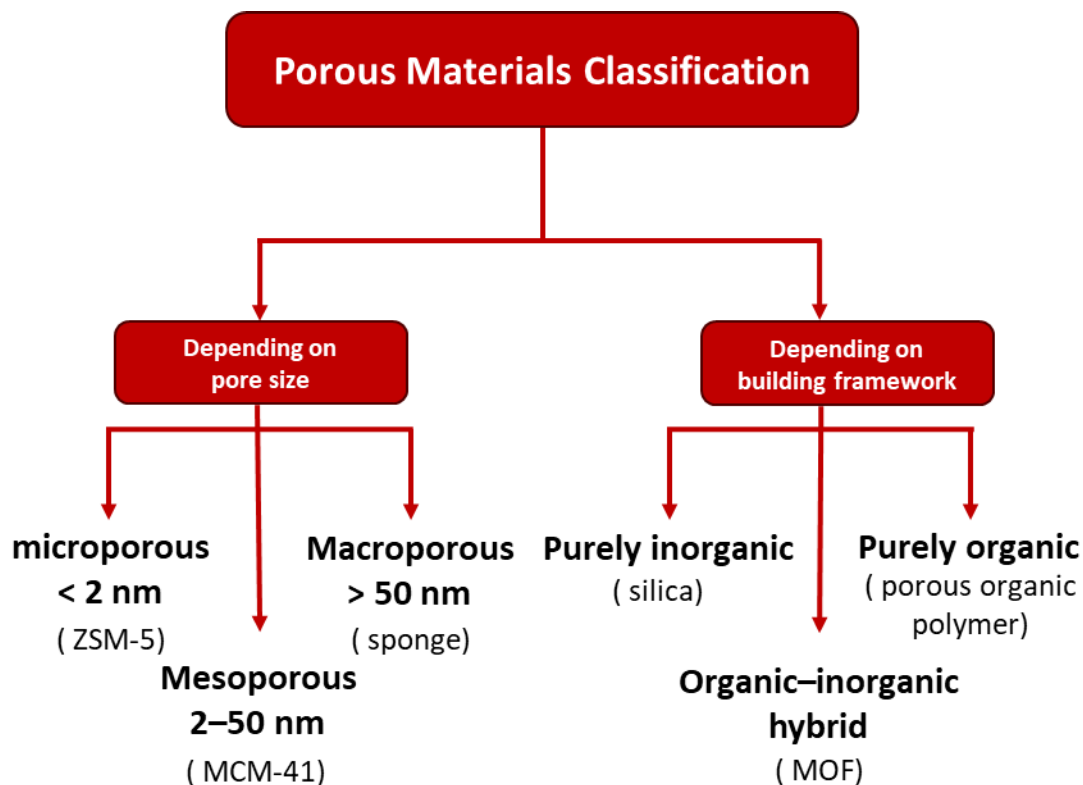 Porous Materials Classification
Depending on
pore size
Depending on
building framework
microporous
< 2 nm
( ZSM-5)
Macroporous
> 50 nm
( sponge)
Mesoporous
2–50 nm
( MCM-41)
Purely inorganic
( silica)
Purely organic
( porous organic
polymer)
Organic–inorganic
hybrid
( MOF)